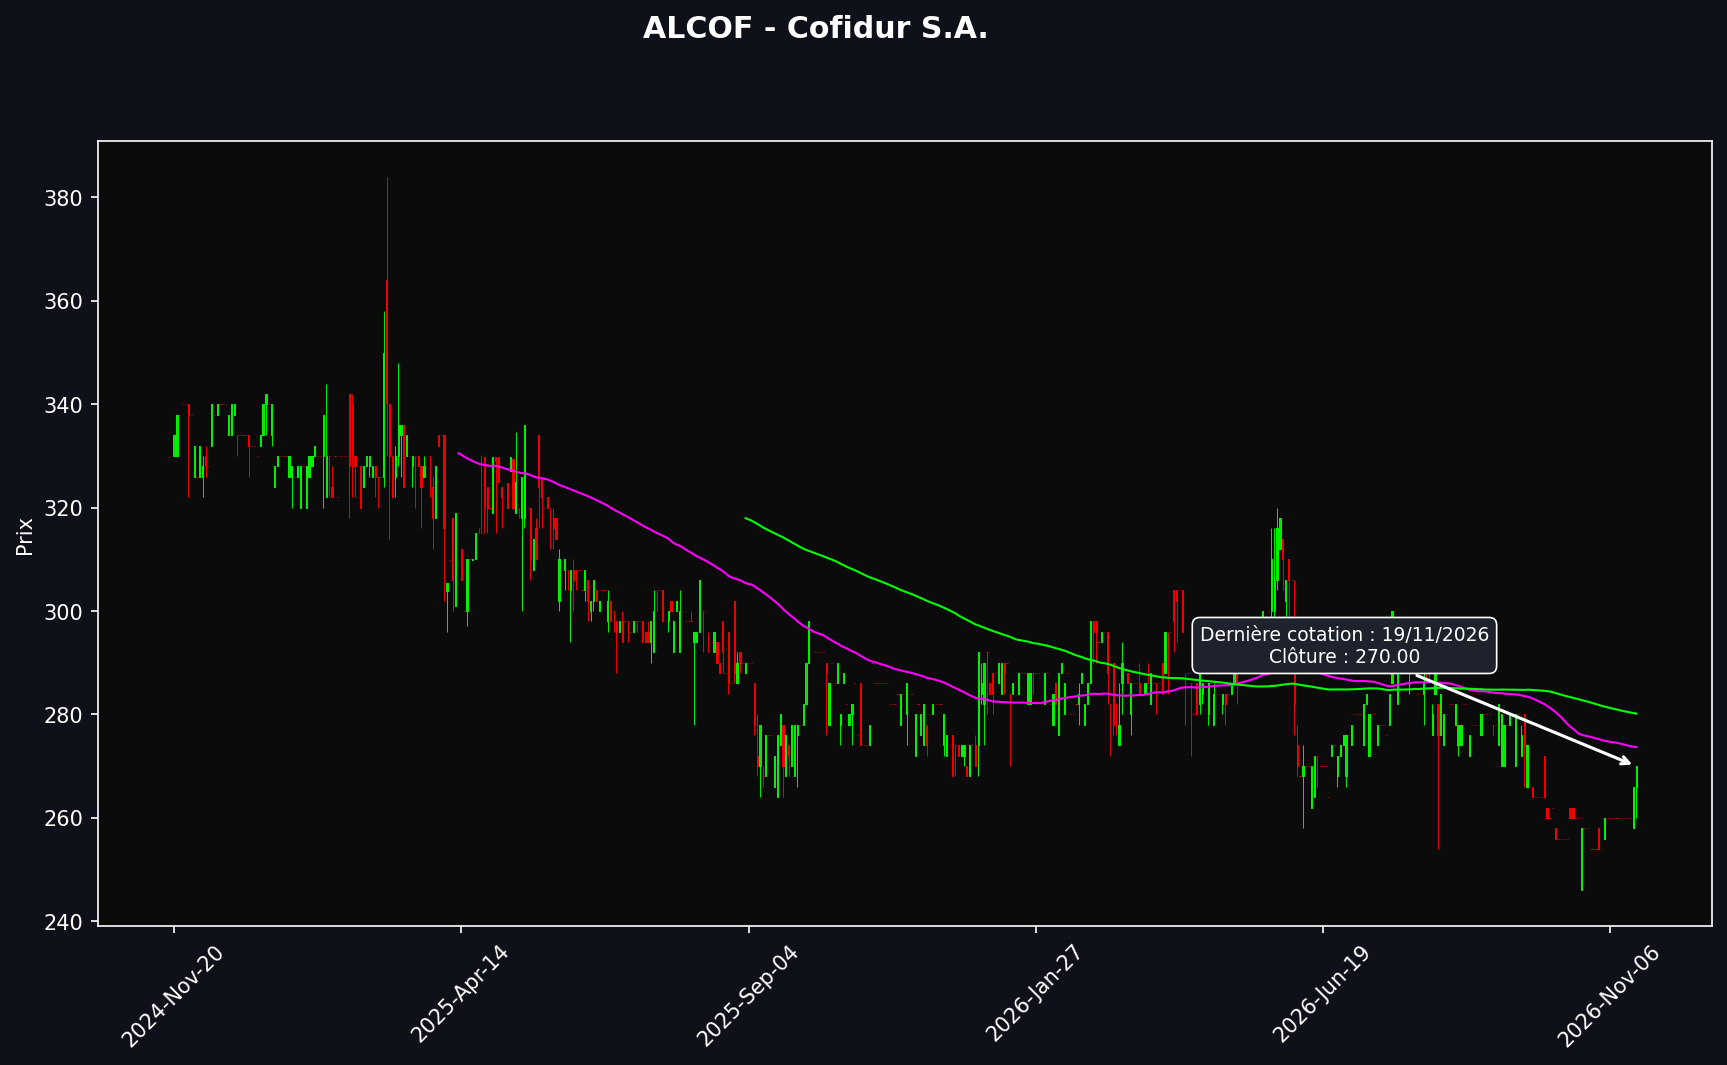 ALCOF - Cofidur S.A.
Prix
380
360
340
320
300
280
260
240
Dernière cotation : 19/11/2026
Clôture : 270.00
2024-Nov-20
2025-Apr-14
2025-Sep-04
2026-Jan-27
2026-Jun-19
2026-Nov-06